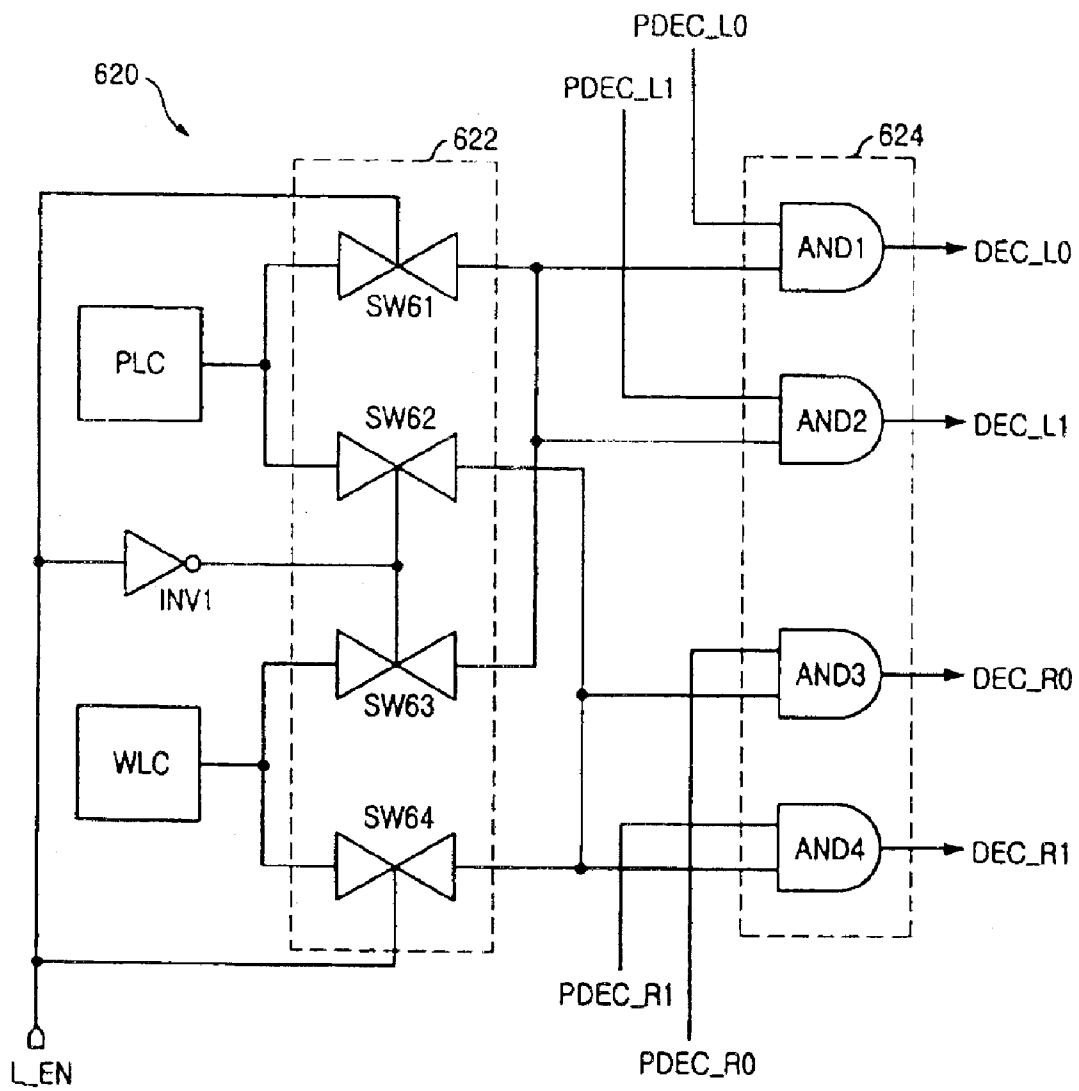 PDEC_L0
620
PDEC_L1
622
624
AND1
DEC_L0
SW61
PLC
SW62
AND2
DEC_L1
INV1
AND3
DEC_R0
SW63
WLC
SW64
AND4
DEC_R1
PDEC_R1
PDEC_R0
L_EN